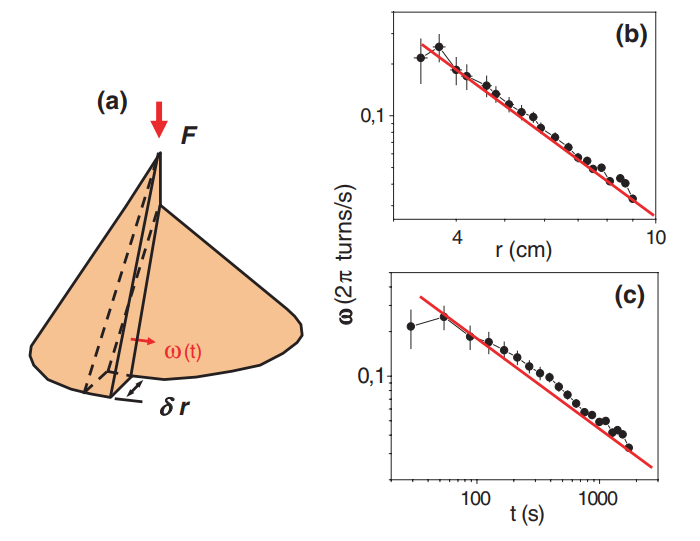 (a)
F
ω(t)
δ r
(b)
0,1
4
10
r (cm)
ω(2π turns/s)
(c)
0,1
100
1000
t (s)